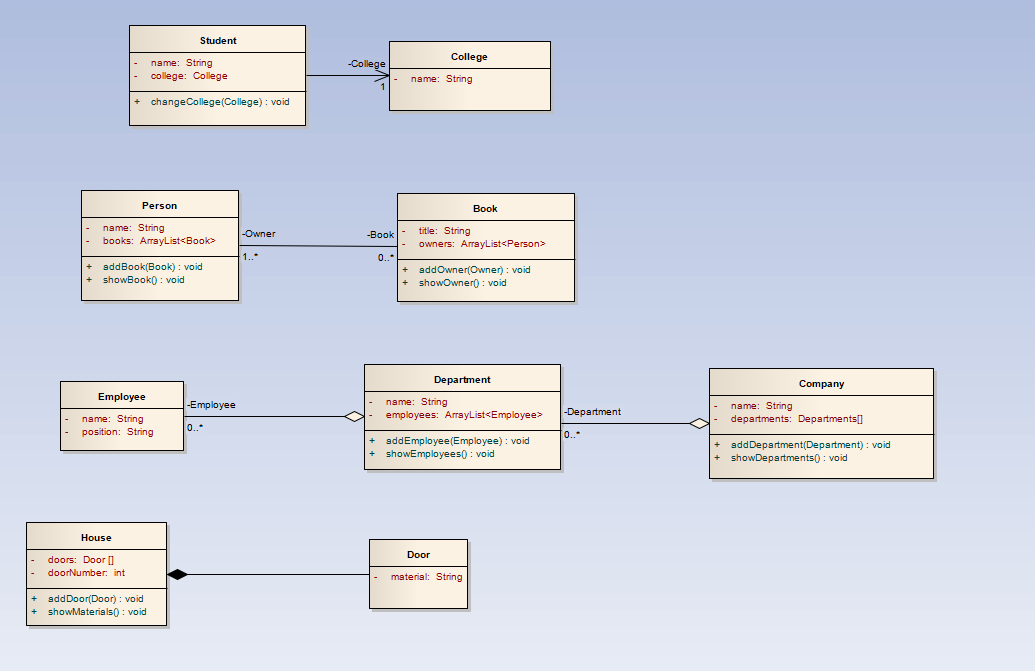 Student
- name: String
- college: College
+ changeCollege(College) : void
-College
1
College
- name: String
Person
- name: String
- books: ArrayList<Book>
+ addBook(Book) : void
+ showBook() : void
-Owner
1..*
-Book
0..*
Book
- title: String
- owners: ArrayList<Person>
+ addOwner(Owner) : void
+ showOwner() : void
Employee
- name: String
- position: String
-Employee
0..*
Department
- name: String
- employees: ArrayList<Employee>
+ addEmployee(Employee) : void
+ showEmployees() : void
-Department
0..*
Company
- name: String
- departments: Departments[]
+ addDepartment(Department) : void
+ showDepartments() : void
House
- doors: Door []
- doorNumber: int
+ addDoor(Door) : void
+ showMaterials() : void
Door
- material: String